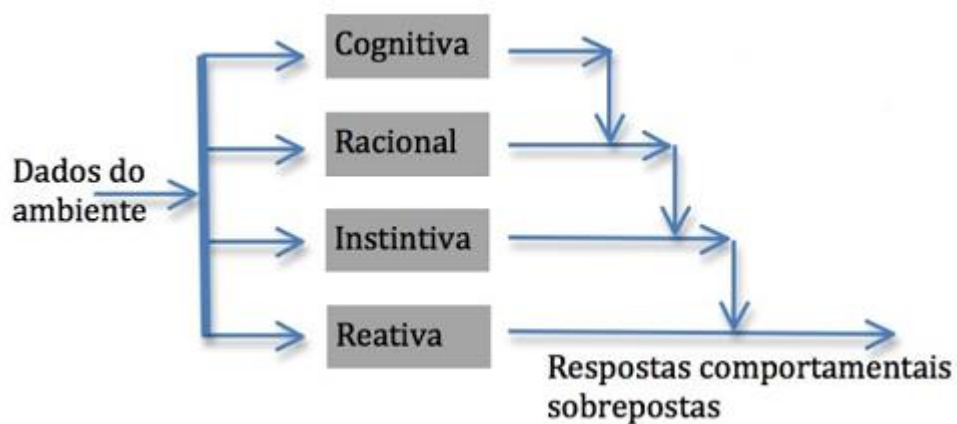 Cognitiva
Racional
Dados do
ambiente
Instintiva
Reativa
Respostas comportamentais
sobrepostas